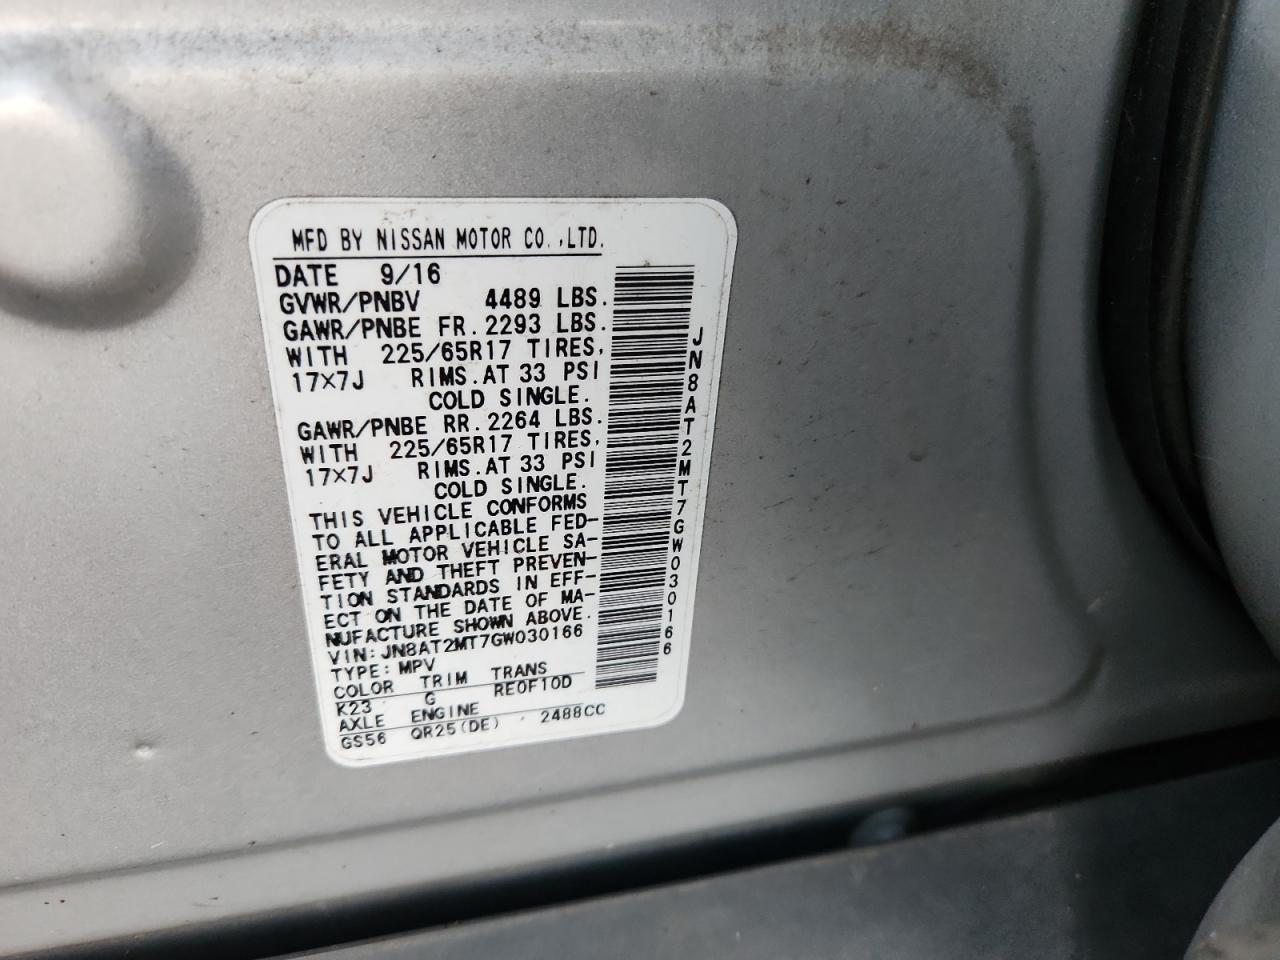 MFD BY NISSAN MOTOR CO.,LTD.
DATE 9/16
GVWR/PNBV 4489 LBS.
GAWR/PNBE FR. 2293 LBS.
WITH 225/65R17 TIRES,
17×7J RIMS. AT 33 PSI
COLD SINGLE.
GAWR/PNBE RR. 2264 LBS.
WITH 225/65R17 TIRES,
17×7J RIMS. AT 33 PSI
COLD SINGLE.
THIS VEHICLE CONFORMS
TO ALL APPLICABLE FED-
ERAL MOTOR VEHICLE SA-
FETY AND THEFT PREVEN-
TION STANDARDS IN EFF-
ECT ON THE DATE OF MA-
NUFACTURE SHOWN ABOVE.
VIN: JN8AT2MT7GW030166
TYPE: MPV
COLOR TRIM TRANS
K23 G RE0F10D
AXLE ENGINE
GS56 QR25(DE) 2488CC
JN8AT2MT7GW030166